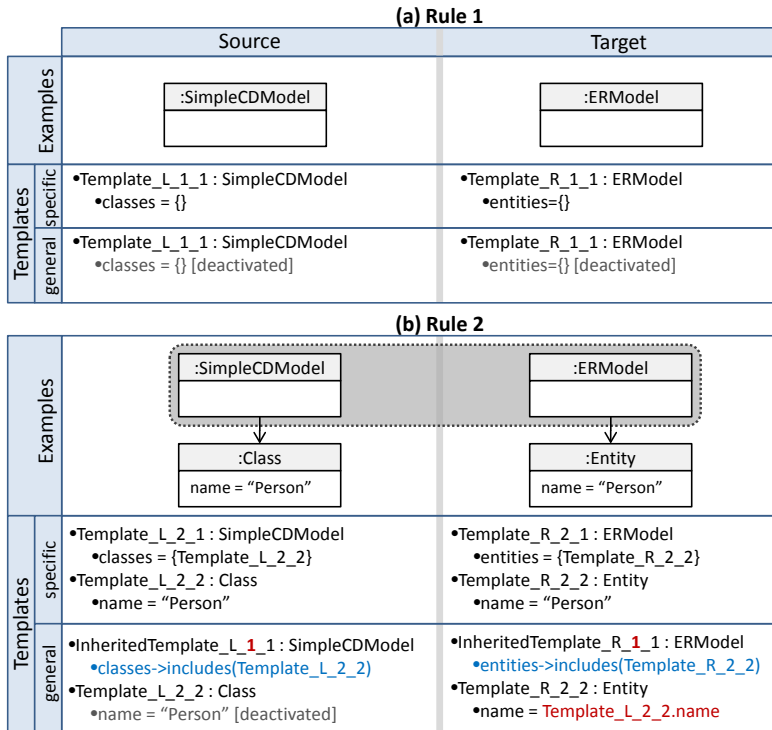 (a) Rule 1
Source Target
Examples
:SimpleCDModel :ERModel
Templates
specific
•Template_L_1_1 : SimpleCDModel •Template_R_1_1 : ERModel
•classes = {} •entities={}
general
•Template_L_1_1 : SimpleCDModel •Template_R_1_1 : ERModel
•classes = {} [deactivated] •entities={} [deactivated]
(b) Rule 2
Examples
:SimpleCDModel :ERModel
:Class :Entity
name = “Person” name = “Person”
Templates
specific
•Template_L_2_1 : SimpleCDModel •Template_R_2_1 : ERModel
•classes = {Template_L_2_2} •entities = {Template_R_2_2}
•Template_L_2_2 : Class •Template_R_2_2 : Entity
•name = “Person” •name = “Person”
general
•InheritedTemplate_L_1_1 : SimpleCDModel •InheritedTemplate_R_1_1 : ERModel
•classes->includes(Template_L_2_2) •entities->includes(Template_R_2_2)
•Template_L_2_2 : Class •Template_R_2_2 : Entity
•name = “Person” [deactivated] •name = Template_L_2_2.name